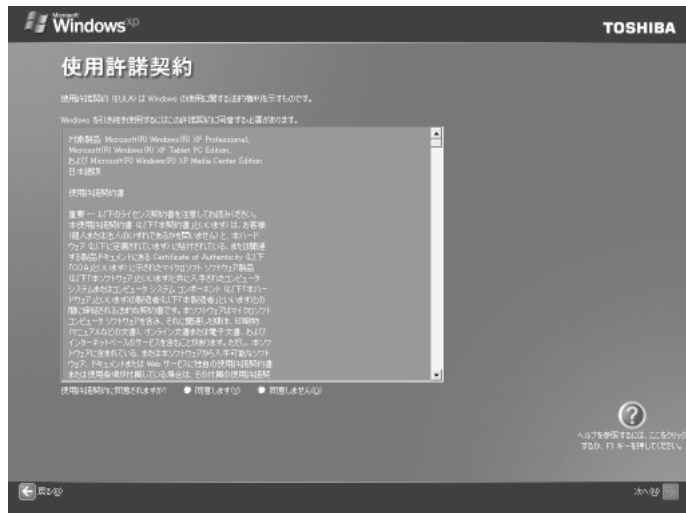 Microsoft
Windows xp
TOSHIBA
使用許諾契約
使用許諾契約 (EULA) は Windows の使用に関する法的権利を示すものです。
Windows を引き続き使用するにはこの許諾契約に同意する必要があります。
対象製品: Microsoft(R) Windows(R) XP Professional,
Microsoft(R) Windows(R) XP Tablet PC Edition,
および Microsoft(R) Windows(R) XP Media Center Edition
日本語版
使用許諾契約書
重要 ー 以下のライセンス契約書を注意してお読みください。
本使用許諾契約書 (以下「本契約書」といいます) は、お客様
(個人または法人のいずれであるかを問いません) と、本ハード
ウェア (以下に定義されています) に貼付されている、または関連
する製品ドキュメントにある Certificate of Authenticity (以下
「COA」といいます) に示されたマイクロソフト ソフトウェア製品
(以下「本ソフトウェア」といいます) と共に入手されたコンピュータ
システムまたはコンピュータ システム コンポーネント (以下「本ハー
ドウェア」といいます) の製造者 (以下「本製造者」といいます) との
間に締結される法的な契約書です。本ソフトウェアはマイクロソフト
コンピュータ ソフトウェアを含み、それに関連した媒体、印刷物
(マニュアルなどの文書)、オンライン文書または電子文書、および
インターネットベースのサービスを含むことがあります。ただし、本ソフ
トウェアに含まれている、または本ソフトウェアから入手可能なソフト
ウェア、ドキュメントまたは Web サービスに独自の使用許諾契約書
または使用条項が付属している場合は、その付属の使用許諾契
使用許諾契約に同意されますか?
同意します(Y)
同意しません(O)
ヘルプを参照するには、ここをクリック
するか、F1 キーを押してください。
戻る(B)
次へ(N)